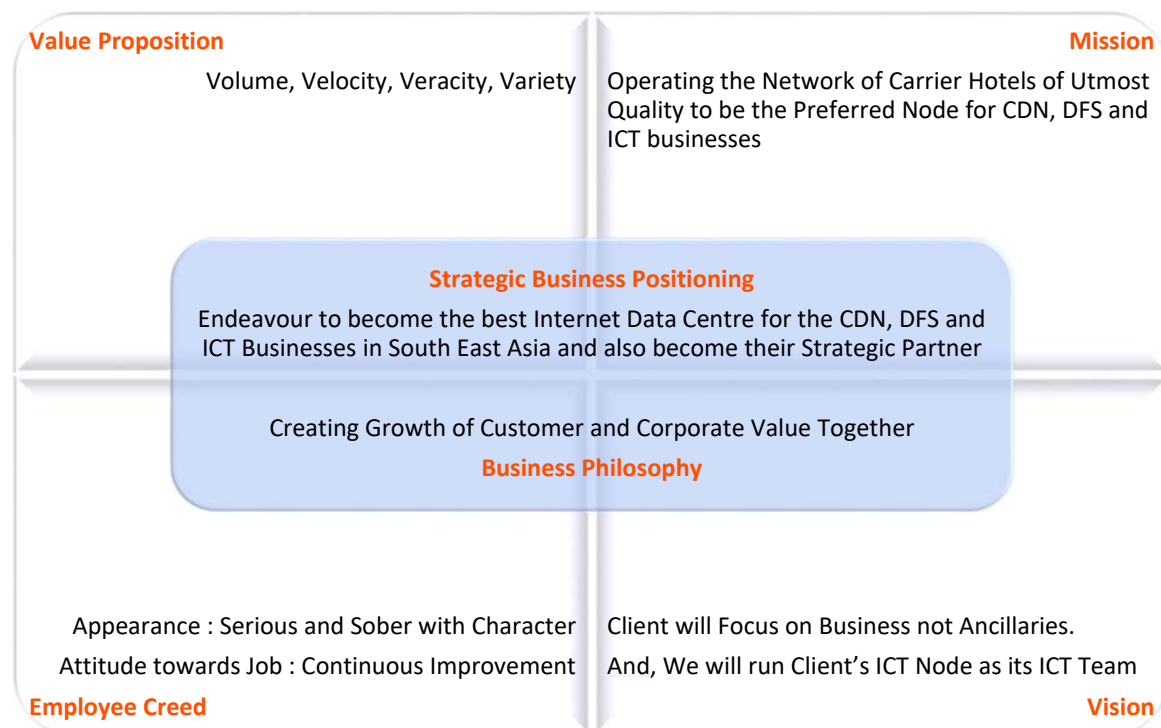 Value Proposition
Volume, Velocity, Veracity, Variety
Mission
Operating the Network of Carrier Hotels of Utmost
Quality to be the Preferred Node for CDN, DFS and
ICT businesses
Strategic Business Positioning
Endeavour to become the best Internet Data Centre for the CDN, DFS and
ICT Businesses in South East Asia and also become their Strategic Partner
Creating Growth of Customer and Corporate Value Together
Business Philosophy
Appearance : Serious and Sober with Character
Attitude towards Job : Continuous Improvement
Employee Creed
Client will Focus on Business not Ancillaries.
And, We will run Client’s ICT Node as its ICT Team
Vision